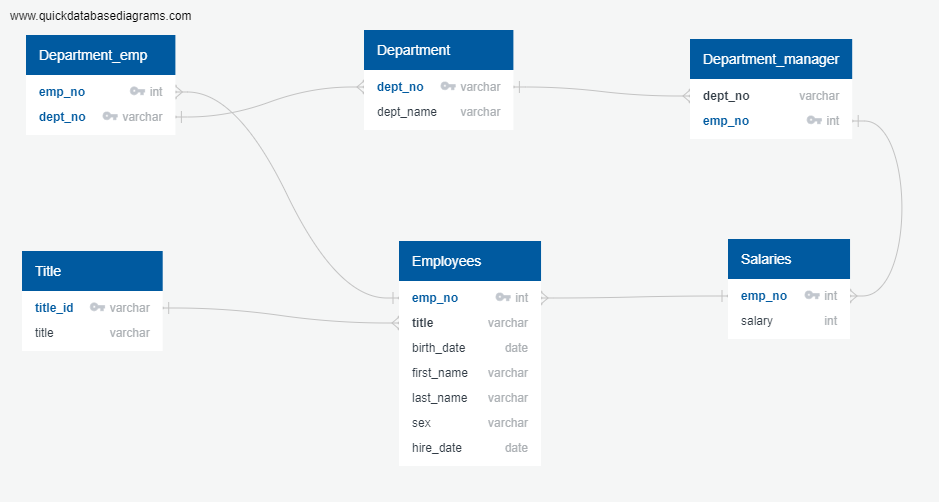 www.quickdatabasediagrams.com
Department_emp
emp_no int
dept_no varchar
Department
dept_no varchar
dept_name varchar
Department_manager
dept_no varchar
emp_no int
Title
title_id varchar
title varchar
Employees
emp_no int
title varchar
birth_date date
first_name varchar
last_name varchar
sex varchar
hire_date date
Salaries
emp_no int
salary int